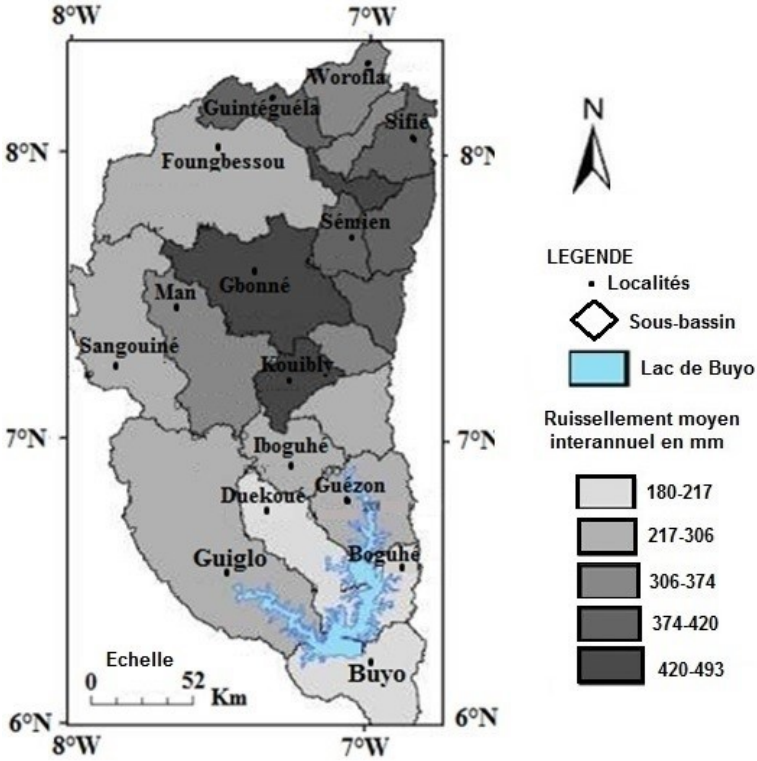 8°W
7°W
Worofla
Guintéguéla
Sifié
8°N
8°N
Foungbessou
Sémien
Gbonné
Man
Sangouiné
Kouibly
7°N
7°N
Iboguhé
Guézon
Duekoué
Boguhé
Guiglo
Buyo
Echelle
0
52
Km
6°N
6°N
8°W
7°W
N
LEGENDE
Localités
Sous-bassin
Lac de Buyo
Ruissellement moyen
interannuel en mm
180-217
217-306
306-374
374-420
420-493